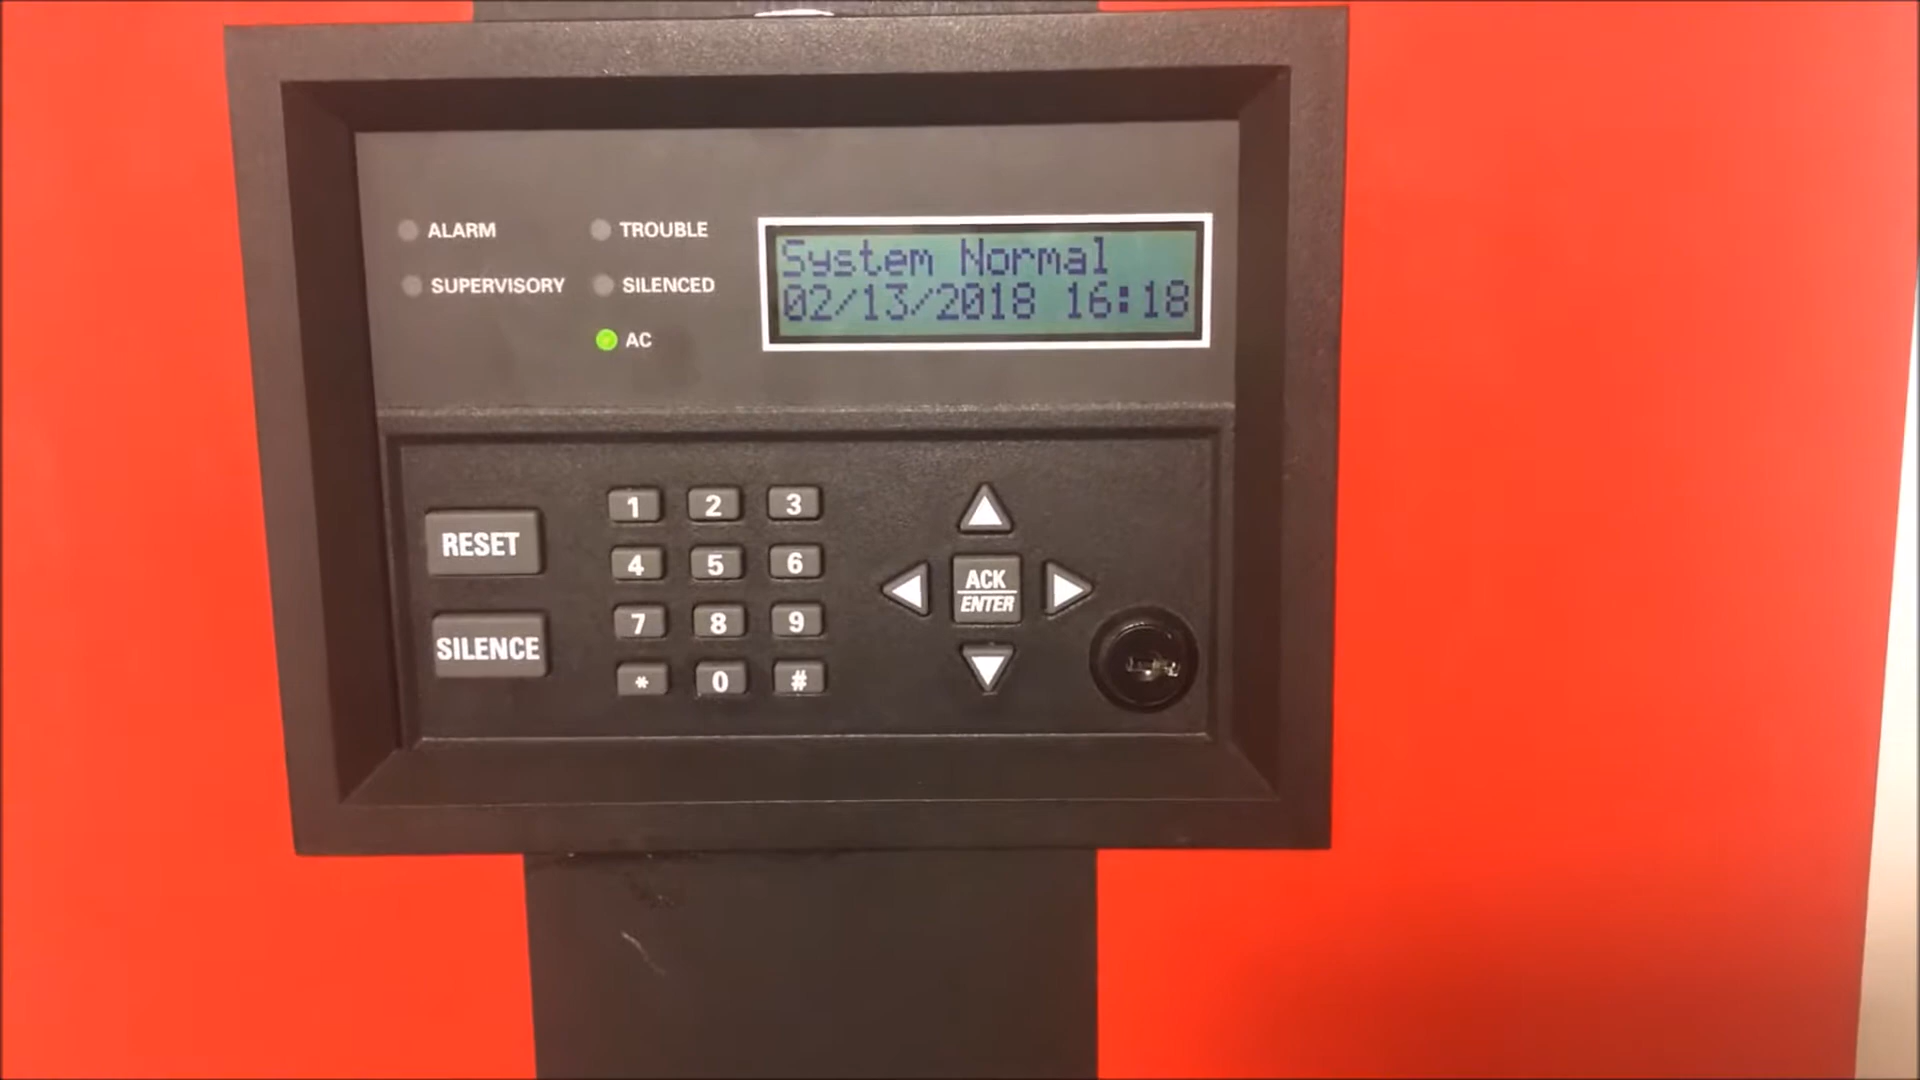 ALARM
TROUBLE
SUPERVISORY
SILENCED
AC
System Normal
02/13/2018 16:18
RESET
SILENCE
1 2 3
4 5 6
7 8 9
* 0 #
ACK
ENTER